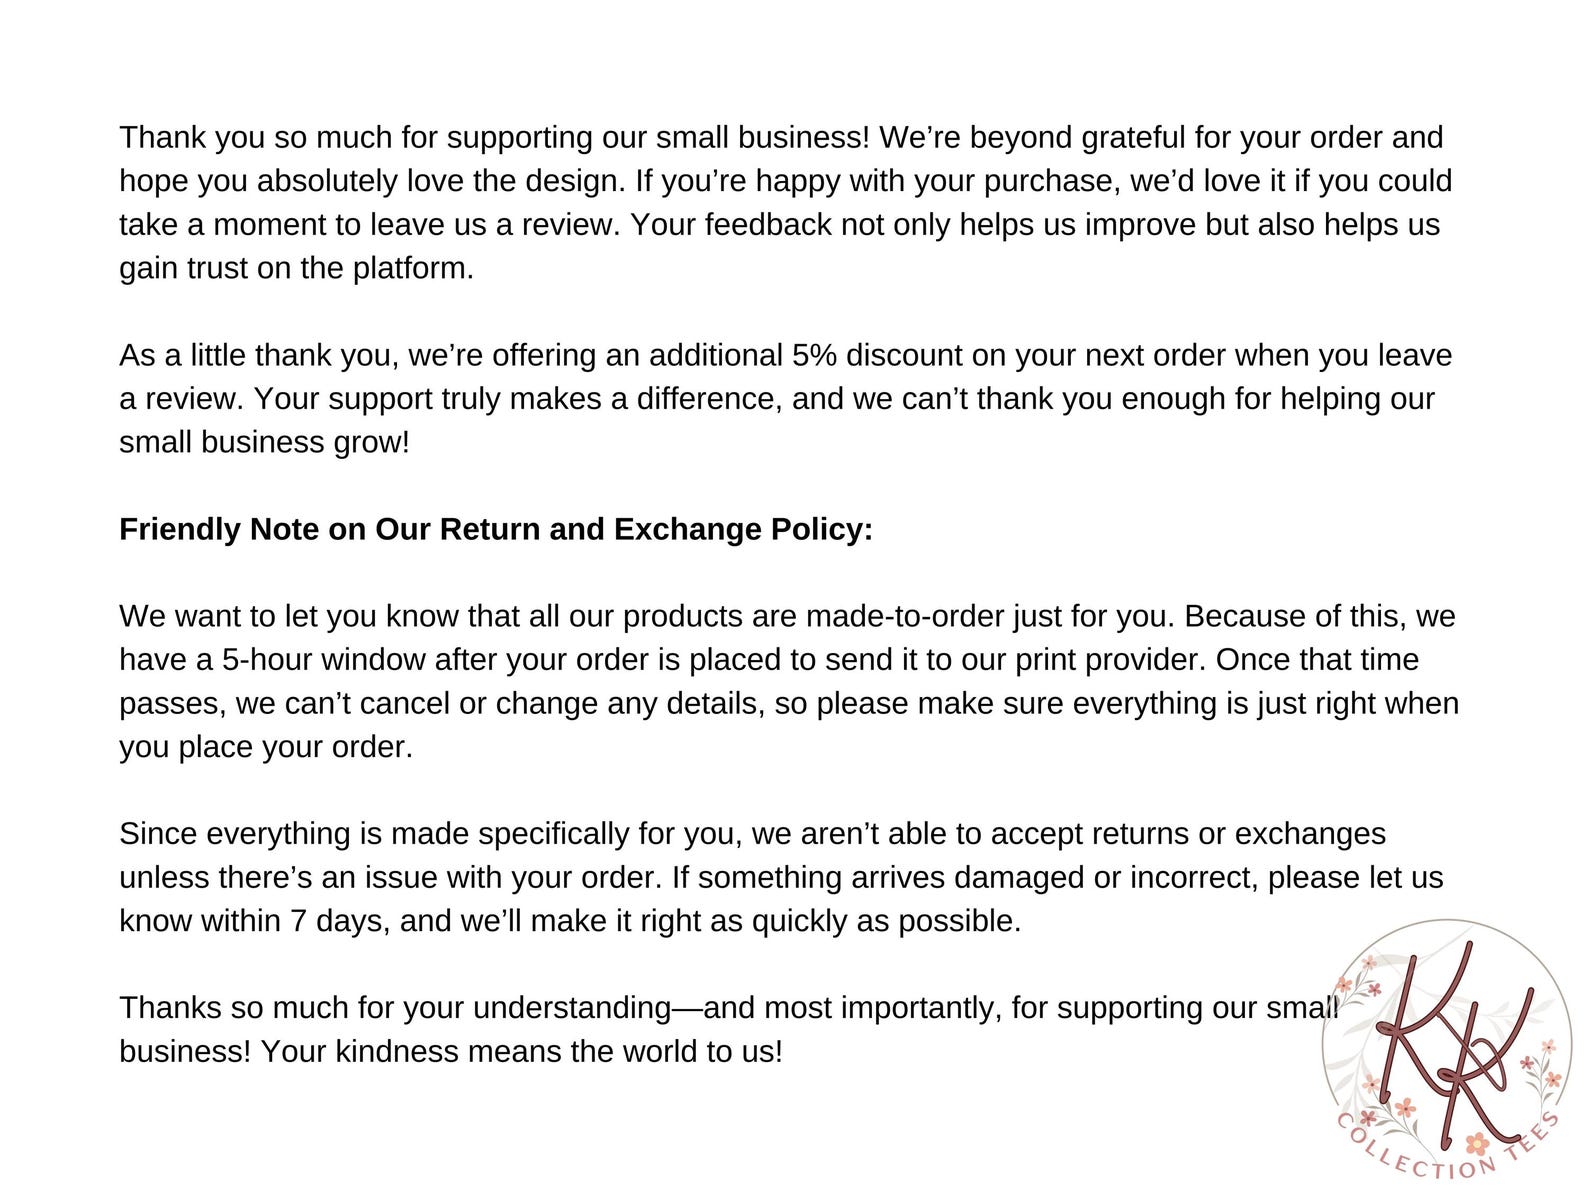 Thank you so much for supporting our small business! We’re beyond grateful for your order and
hope you absolutely love the design. If you’re happy with your purchase, we’d love it if you could
take a moment to leave us a review. Your feedback not only helps us improve but also helps us
gain trust on the platform.
As a little thank you, we’re offering an additional 5% discount on your next order when you leave
a review. Your support truly makes a difference, and we can’t thank you enough for helping our
small business grow!
Friendly Note on Our Return and Exchange Policy:
We want to let you know that all our products are made-to-order just for you. Because of this, we
have a 5-hour window after your order is placed to send it to our print provider. Once that time
passes, we can’t cancel or change any details, so please make sure everything is just right when
you place your order.
Since everything is made specifically for you, we aren’t able to accept returns or exchanges
unless there’s an issue with your order. If something arrives damaged or incorrect, please let us
know within 7 days, and we’ll make it right as quickly as possible.
Thanks so much for your understanding—and most importantly, for supporting our small
business! Your kindness means the world to us!
KK
COLLECTION TEES